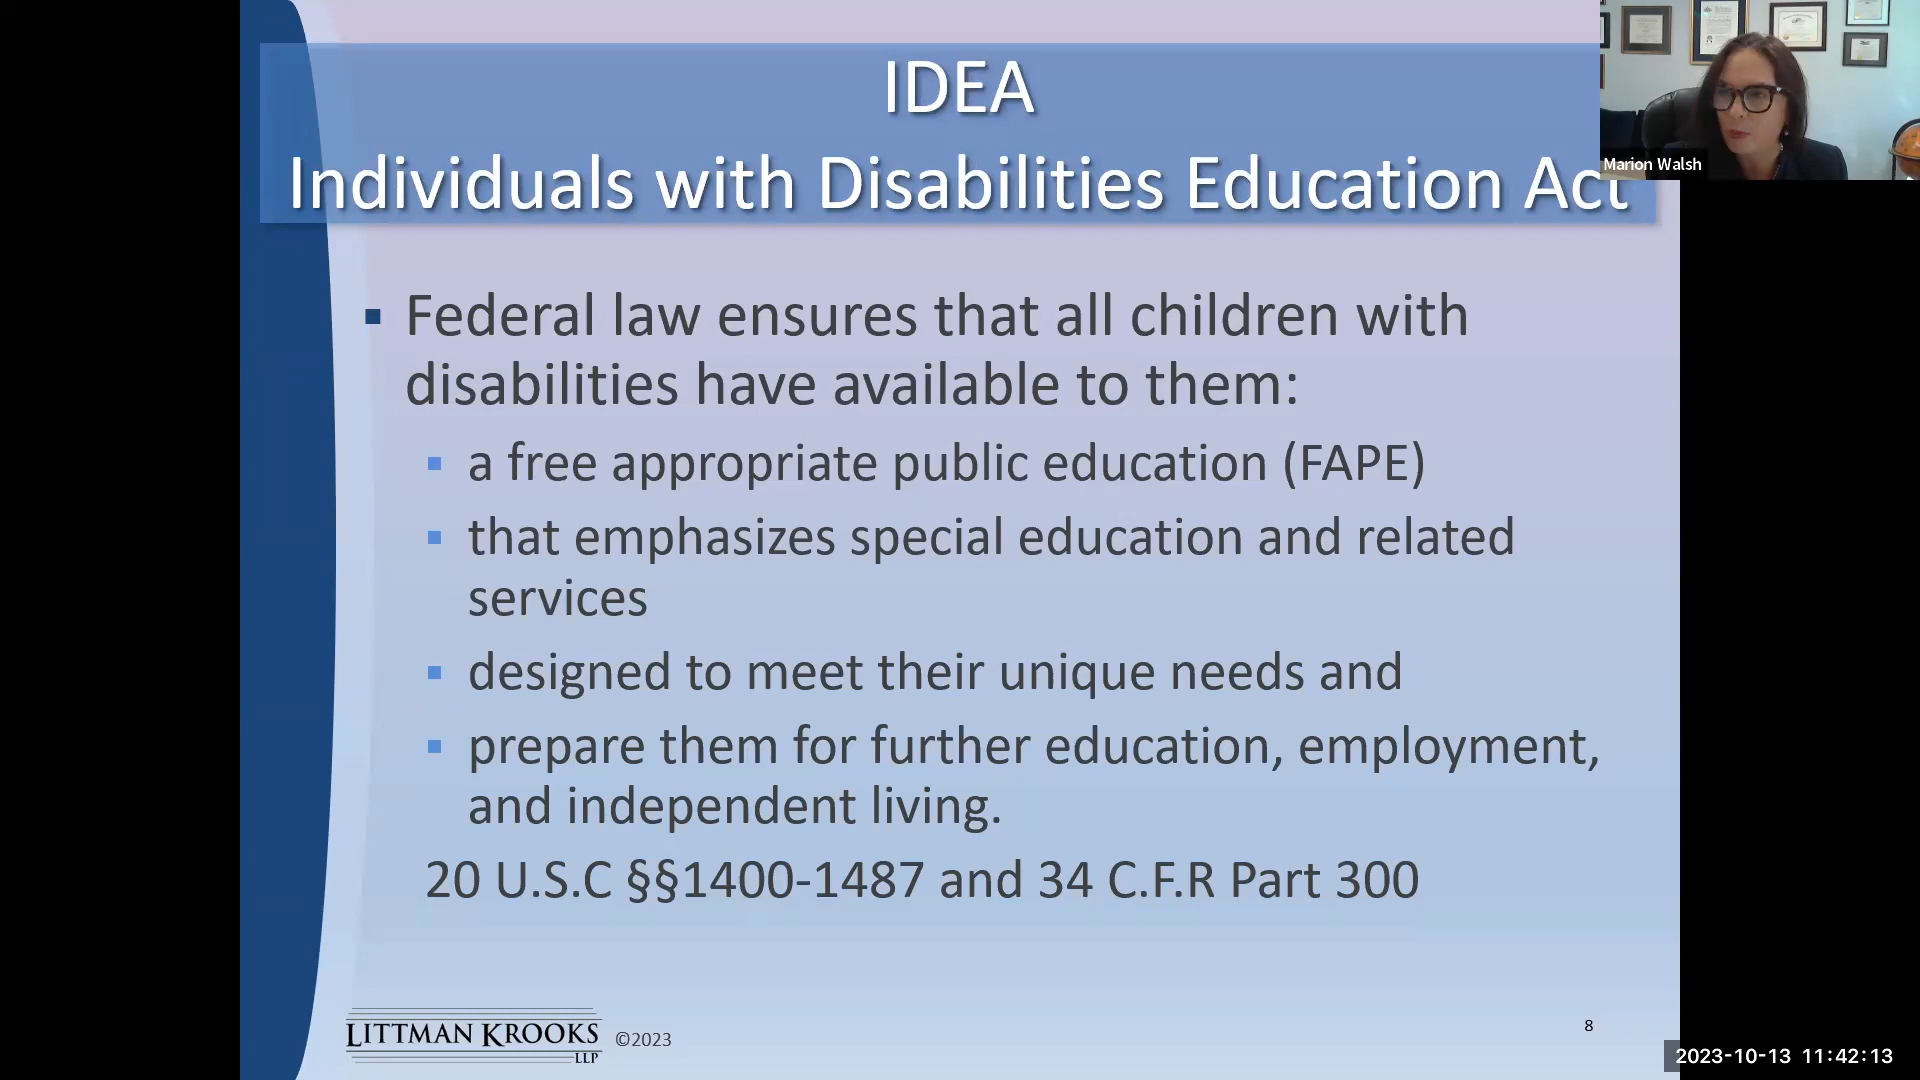 IDEA
Individuals with Disabilities Education Act
Marion Walsh
▪ Federal law ensures that all children with
disabilities have available to them:
▪ a free appropriate public education (FAPE)
▪ that emphasizes special education and related
services
▪ designed to meet their unique needs and
▪ prepare them for further education, employment,
and independent living.
20 U.S.C §§1400-1487 and 34 C.F.R Part 300
LITTMAN KROOKS
LLP
©2023
8
2023-10-13 11:42:13